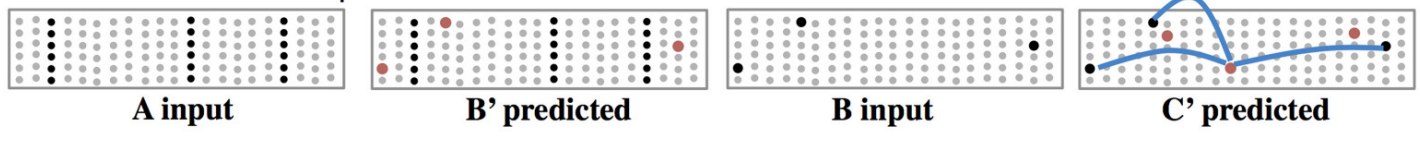 A input
B’ predicted
B input
C’ predicted